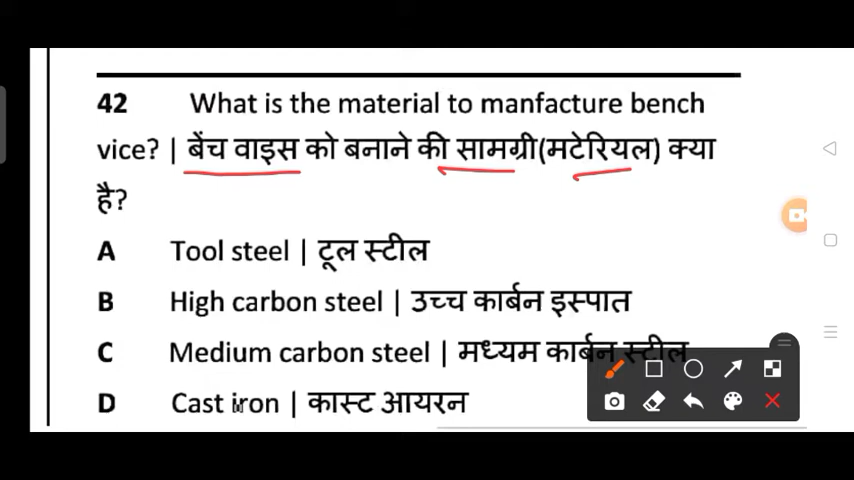 42 What is the material to manfacture bench
vice? | बेंच वाइस को बनाने की सामग्री(मटेरियल) क्या
है?
A Tool steel | टूल स्टील
B High carbon steel | उच्च कार्बन इस्पात
C Medium carbon steel | मध्यम कार्बन स्टील
D Cast iron | कास्ट आयरन